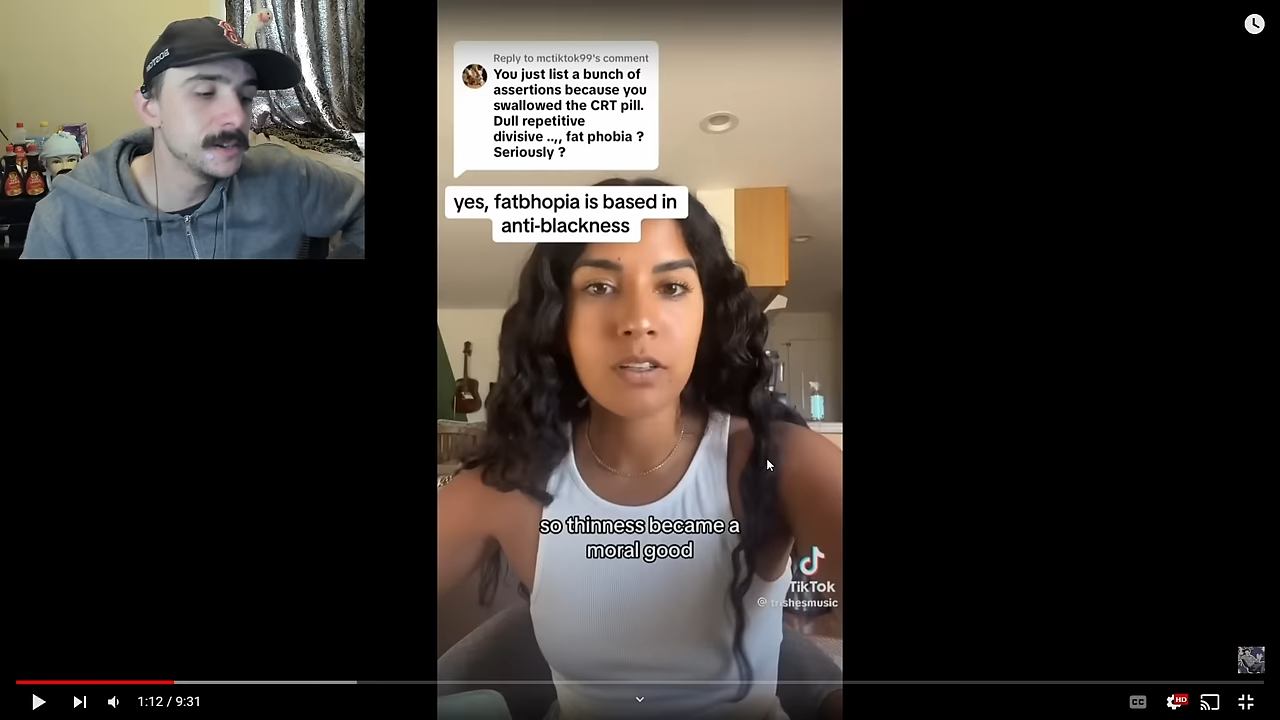 Reply to mctiktok99's comment
You just list a bunch of
assertions because you
swallowed the CRT pill.
Dull repetitive
divisive ..,, fat phobia ?
Seriously ?
yes, fatbhopia is based in
anti-blackness
so thinness became a
moral good
TikTok
@trishesmusic
1:12 / 9:31
CC
HD